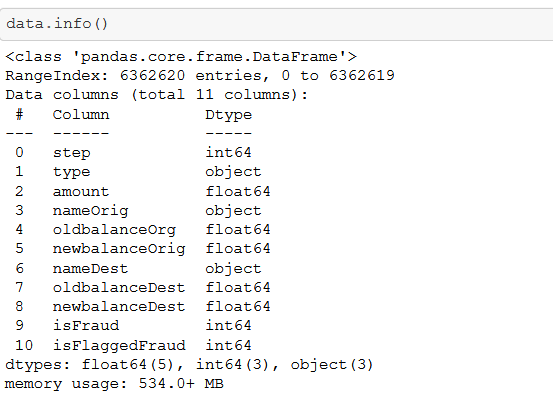 data.info()
<class 'pandas.core.frame.DataFrame'>
RangeIndex: 6362620 entries, 0 to 6362619
Data columns (total 11 columns):
 #   Column          Dtype
---  ------          -----
 0   step            int64
 1   type            object
 2   amount          float64
 3   nameOrig        object
 4   oldbalanceOrg   float64
 5   newbalanceOrig  float64
 6   nameDest        object
 7   oldbalanceDest  float64
 8   newbalanceDest  float64
 9   isFraud         int64
 10  isFlaggedFraud  int64
dtypes: float64(5), int64(3), object(3)
memory usage: 534.0+ MB